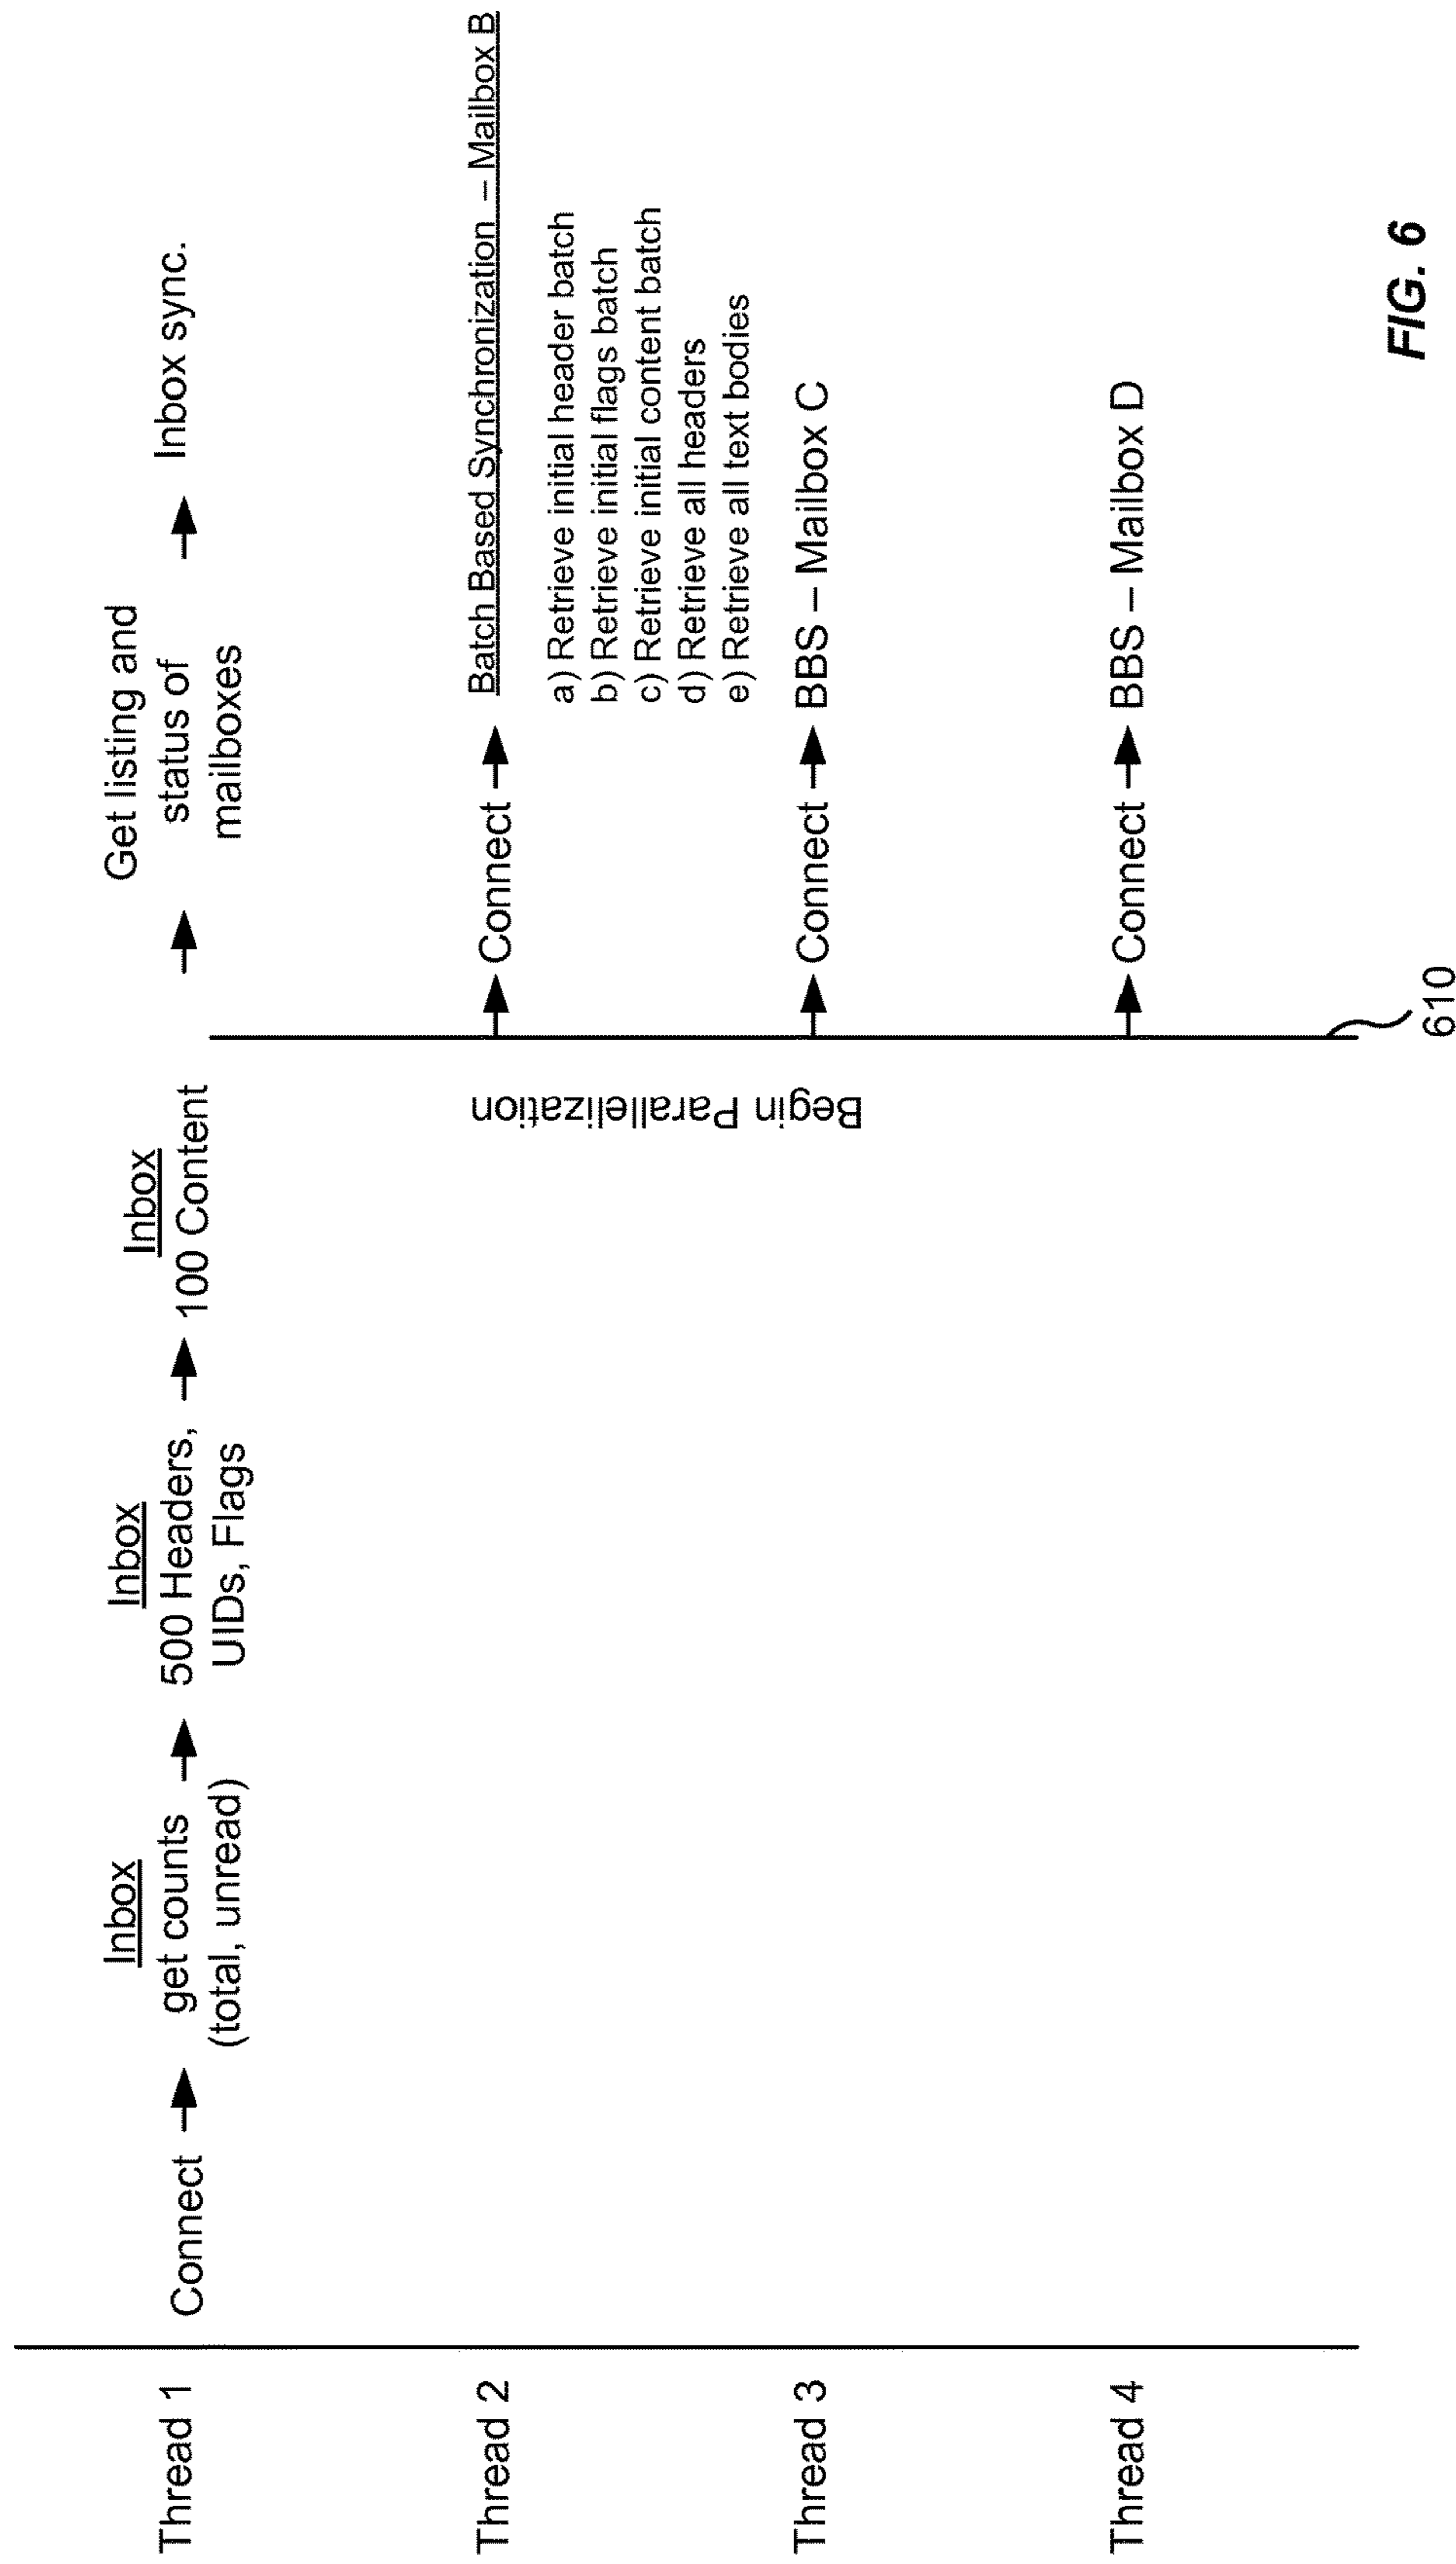 Thread 1
Connect
Inbox
get counts
(total, unread)
Inbox
500 Headers,
UIDs, Flags
Inbox
100 Content
Get listing and
status of
mailboxes
Inbox sync.
Begin Parallelization
Thread 2
Connect
Batch Based Synchronization – Mailbox B
a) Retrieve initial header batch
b) Retrieve initial flags batch
c) Retrieve initial content batch
d) Retrieve all headers
e) Retrieve all text bodies
Thread 3
Connect
BBS – Mailbox C
Thread 4
Connect
BBS – Mailbox D
610
FIG. 6